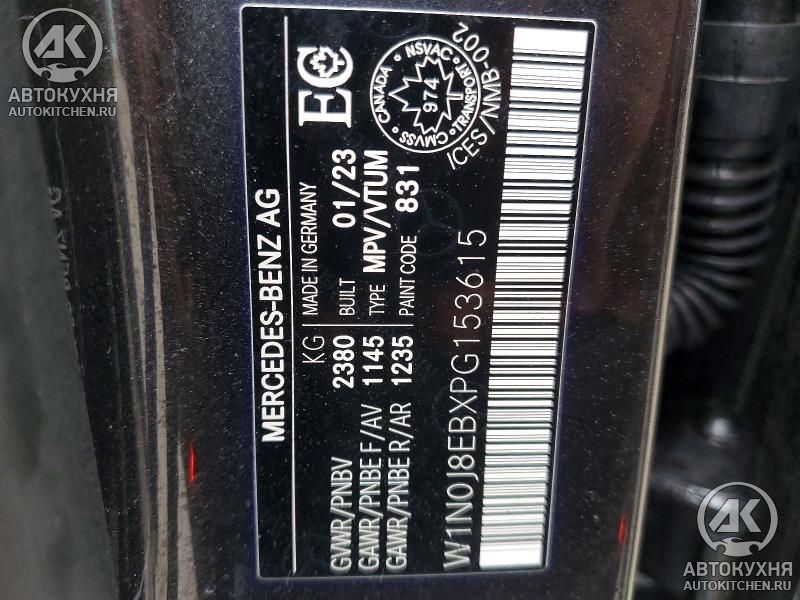 АВТОКУХНЯ
AUTOKITCHEN.RU
MERCEDES-BENZ AG
KG MADE IN GERMANY
GVWR/PNBV 2380 BUILT 01/23
GAWR/PNBE F/AV 1145 TYPE MPV/VTUM
GAWR/PNBE R/AR 1235 PAINT CODE 831
EC
CANADA NSVAC
974
CMVSS TRANSPORT
ICES/NMB-002
W1N0J8EBXPG153615
АВТОКУХНЯ
AUTOKITCHEN.RU